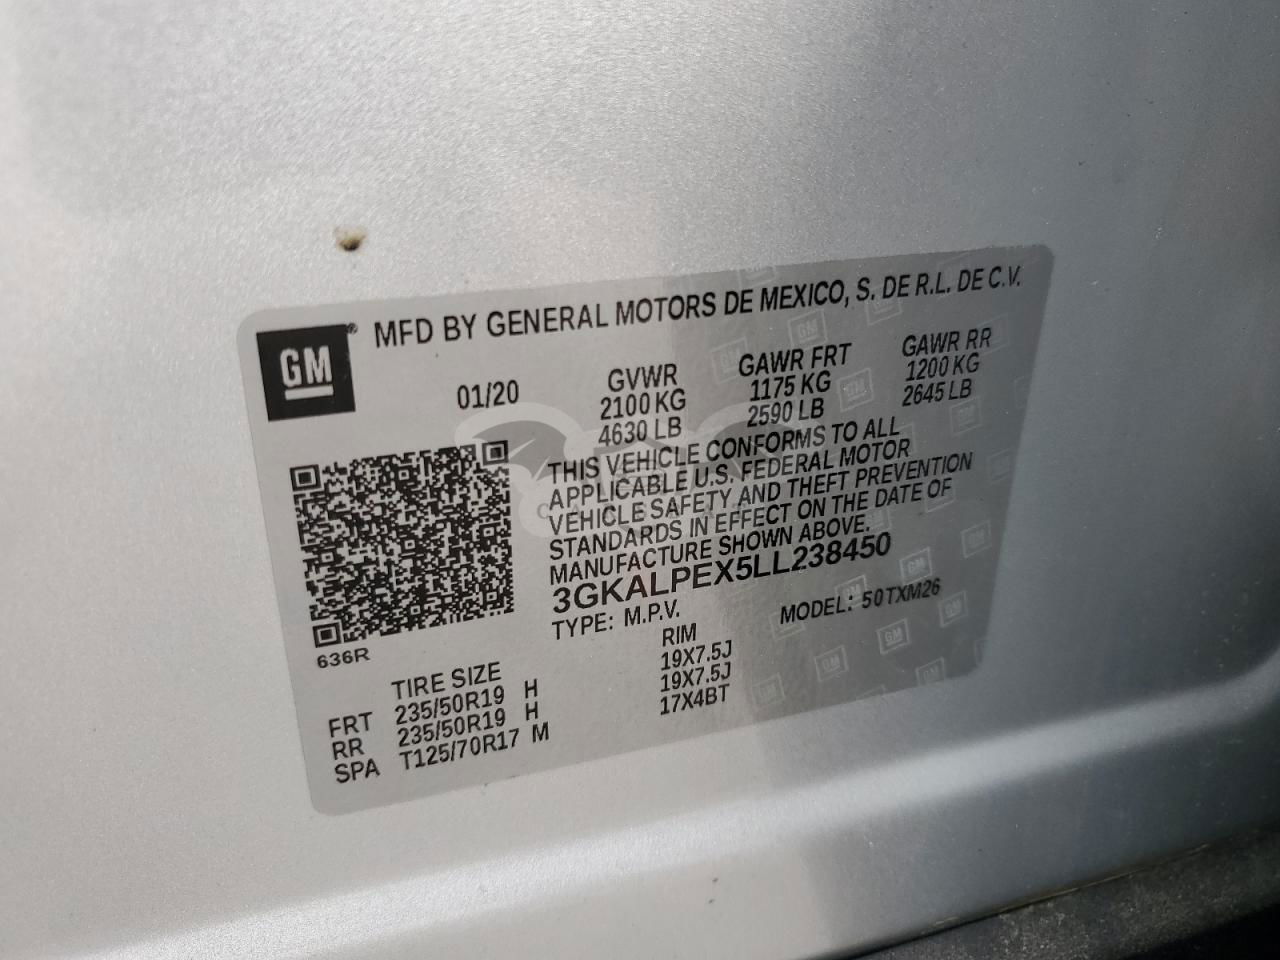 GM
MFD BY GENERAL MOTORS DE MEXICO, S. DE R.L. DE C.V.
01/20
GVWR
2100 KG
4630 LB
GAWR FRT
1175 KG
2590 LB
GAWR RR
1200 KG
2645 LB
THIS VEHICLE CONFORMS TO ALL
APPLICABLE U.S. FEDERAL MOTOR
VEHICLE SAFETY AND THEFT PREVENTION
STANDARDS IN EFFECT ON THE DATE OF
MANUFACTURE SHOWN ABOVE.
3GKALPEX5LL238450
TYPE: M.P.V.
MODEL: 50TXM26
636R
TIRE SIZE
RIM
FRT 235/50R19 H 19X7.5J
RR 235/50R19 H 19X7.5J
SPA T125/70R17 M 17X4BT